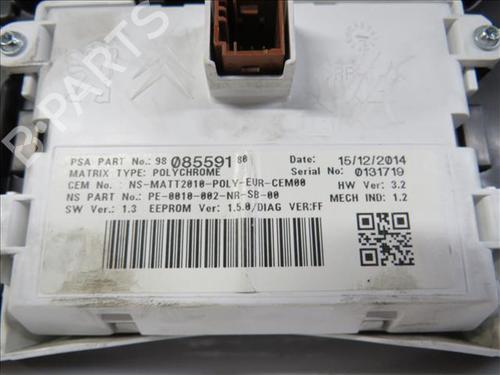 PSA PART No.: 98 085591 80 Date: 15/12/2014
MATRIX TYPE: POLYCHROME Serial No: 0131719
CEM No : NS-MATT2010-POLY-EUR-CEM00 HW Ver: 3.2
NS PART No.: PE-0010-002-NR-SB-00 MECH IND: 1.2
SW Ver.: 1.3 EEPROM Ver: 1.5.0/DIAG VER:FF